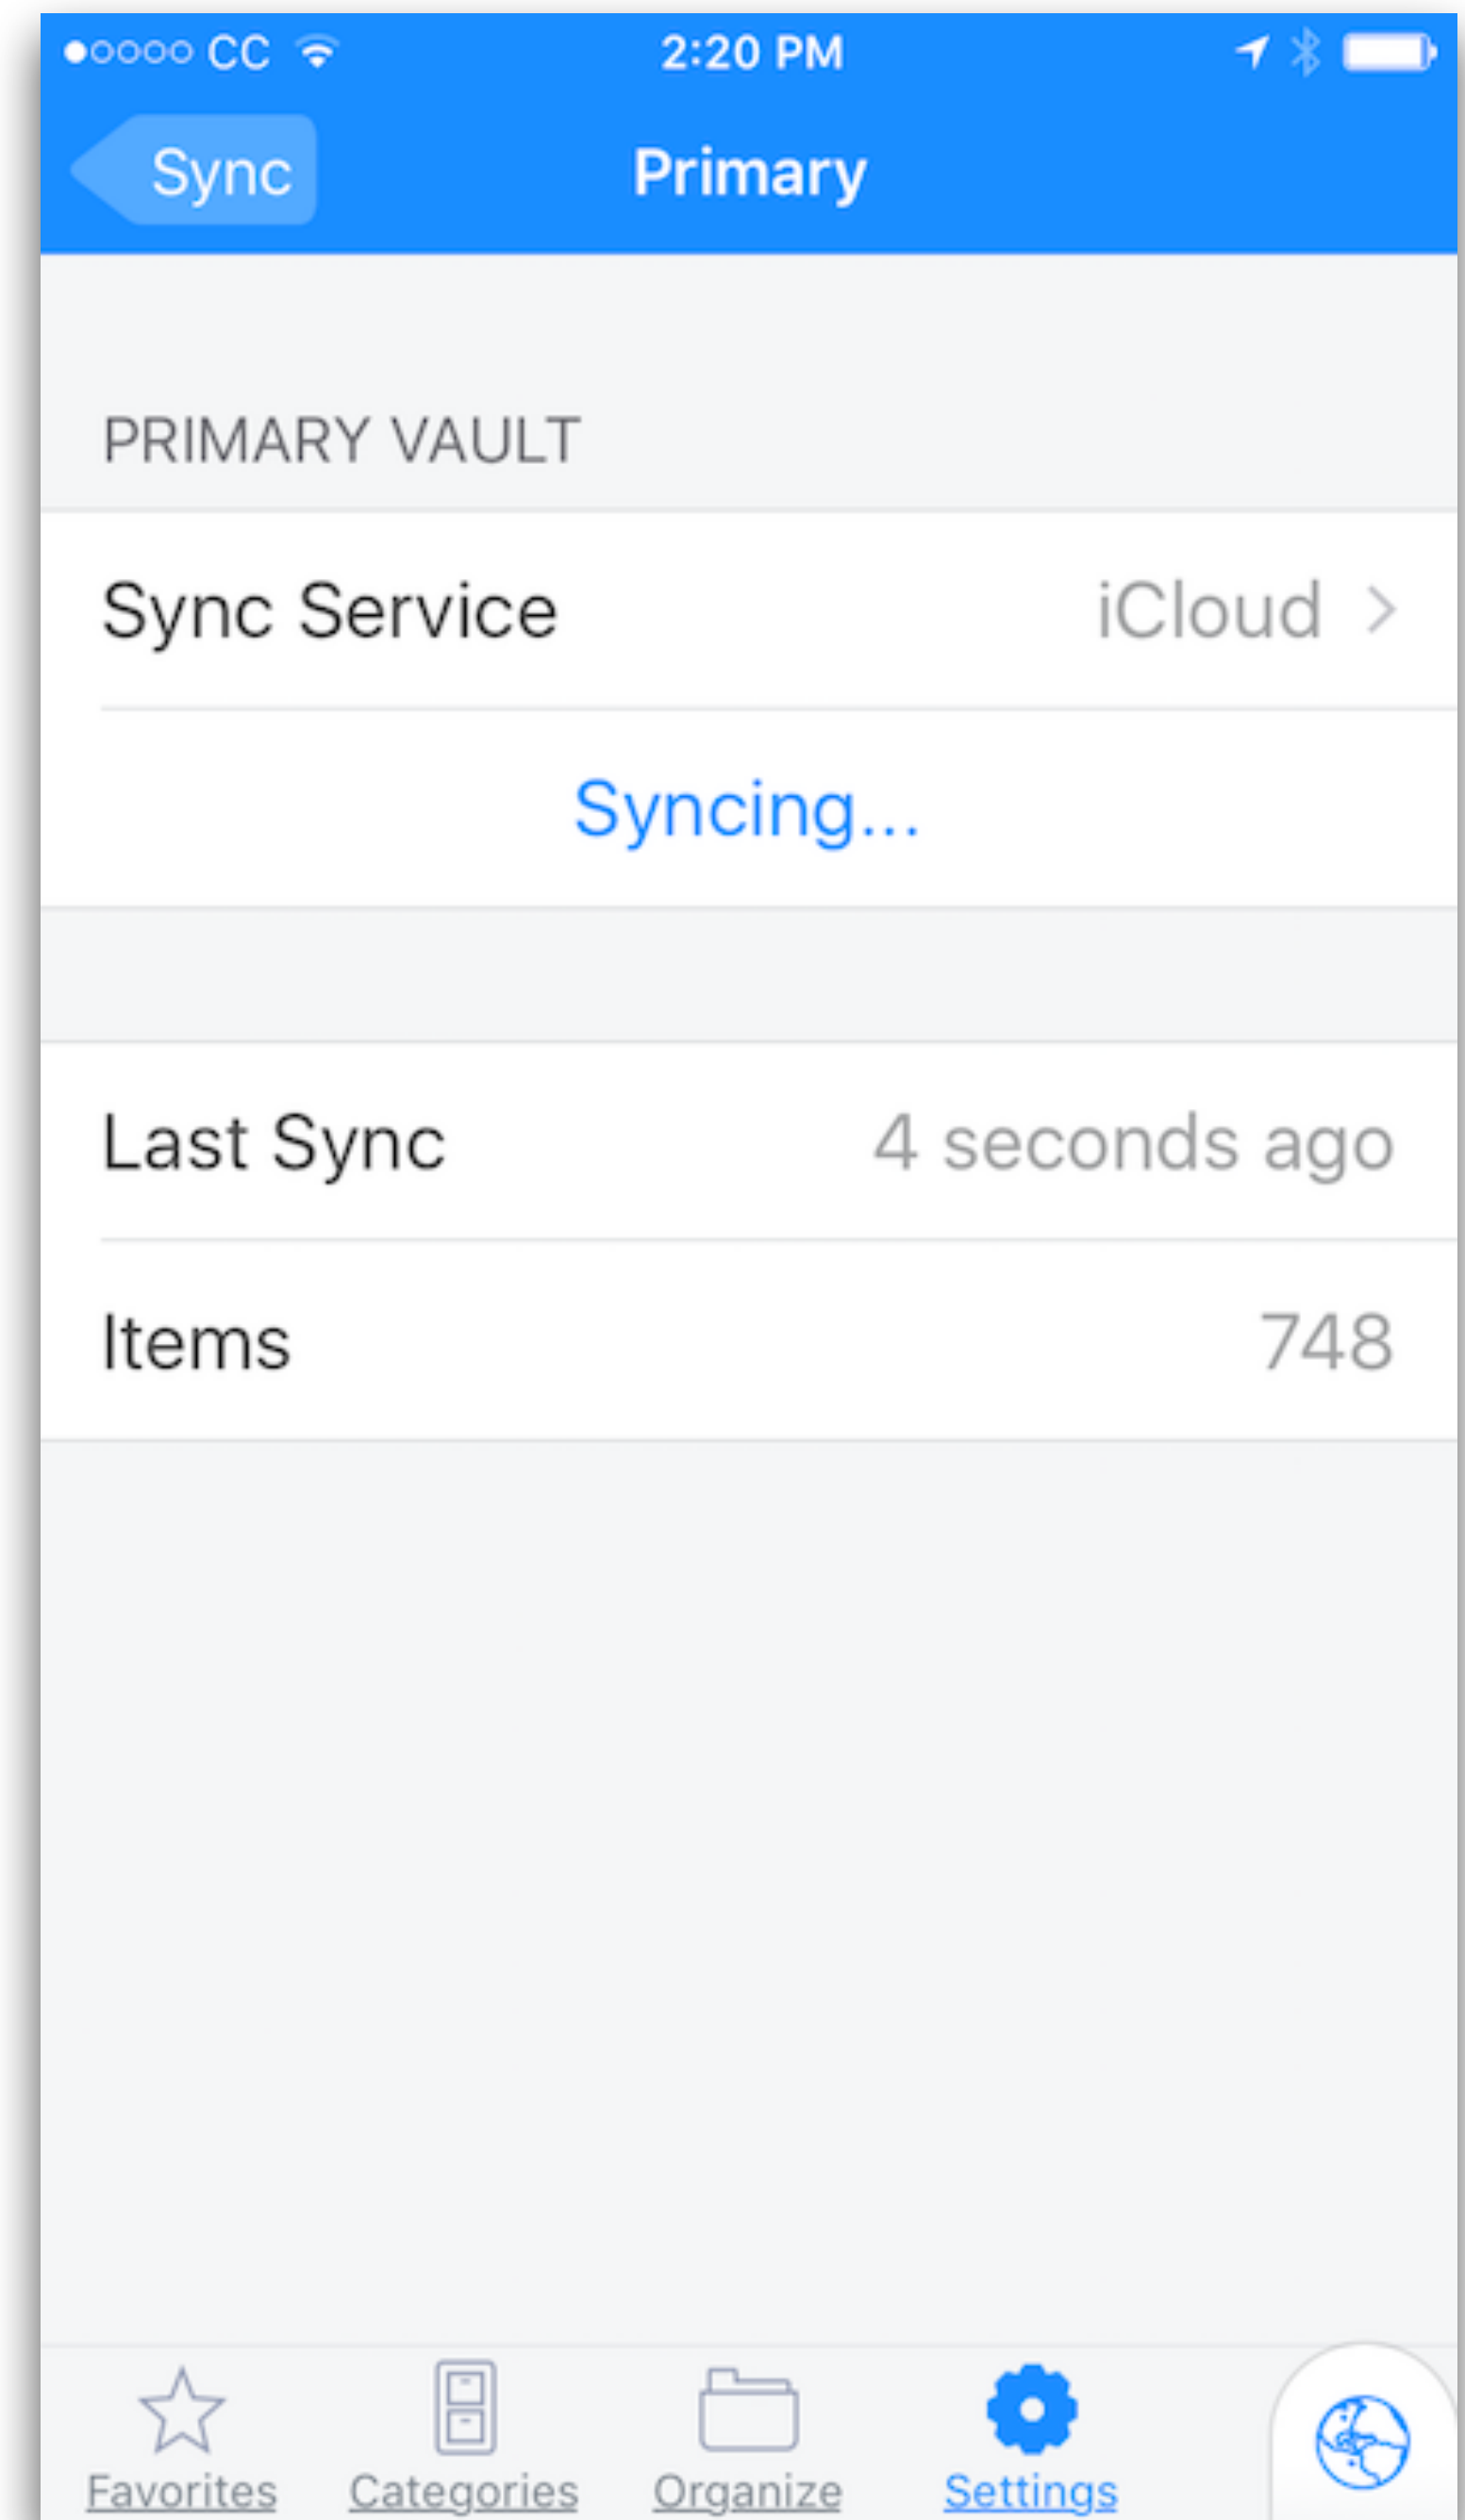 CC 2:20 PM
Sync Primary
PRIMARY VAULT
Sync Service iCloud
Syncing...
Last Sync 4 seconds ago
Items 748
Favorites Categories Organize Settings